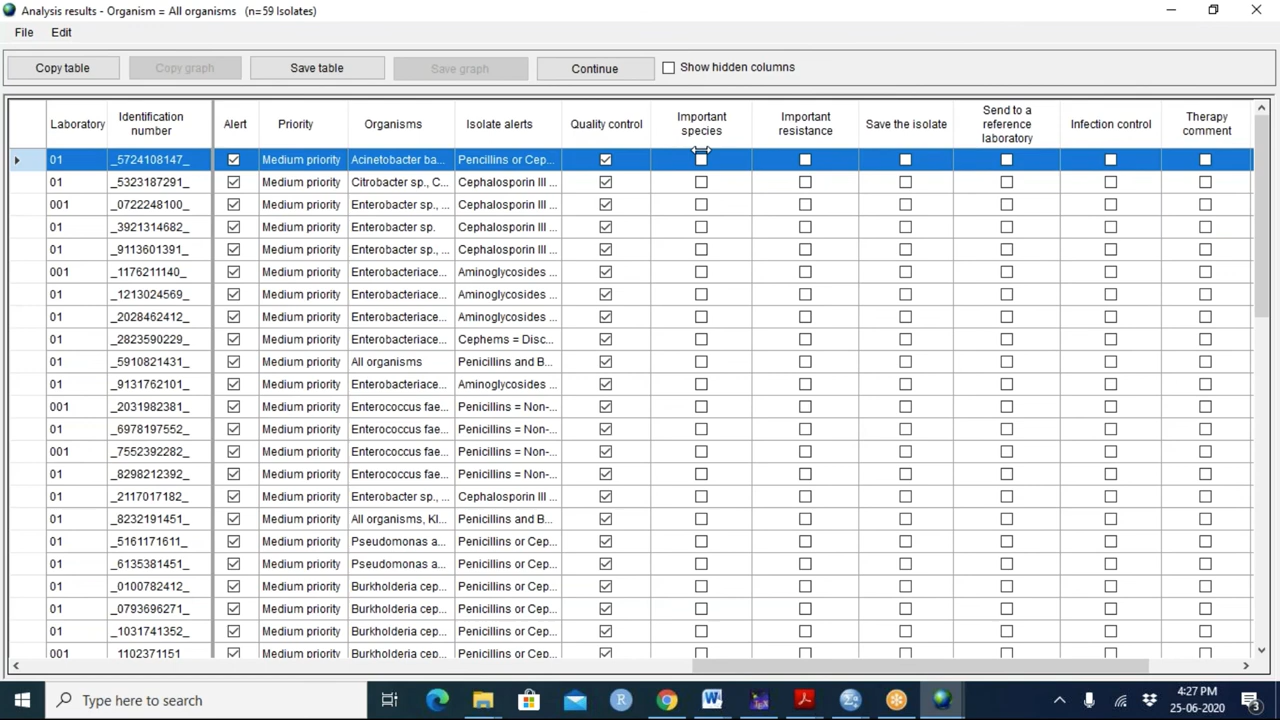 Analysis results - Organism = All organisms (n=59 Isolates)
File Edit
Copy table Copy graph Save table Save graph Continue Show hidden columns
Laboratory Identification number Alert Priority Organisms Isolate alerts Quality control Important species Important resistance Save the isolate Send to a reference laboratory Infection control Therapy comment
01 _5724108147_ Medium priority Acinetobacter ba... Pencillins or Cep...
01 _5323187291_ Medium priority Citrobacter sp., C... Cephalosporin III ...
001 _0722248100_ Medium priority Enterobacter sp., ... Cephalosporin III ...
01 _3921314682_ Medium priority Enterobacter sp. Cephalosporin III ...
01 _9113601391_ Medium priority Enterobacter sp., ... Cephalosporin III ...
001 _1176211140_ Medium priority Enterobacteriace... Aminoglycosides ...
01 _1213024569_ Medium priority Enterobacteriace... Aminoglycosides ...
01 _2028462412_ Medium priority Enterobacteriace... Aminoglycosides ...
01 _2823590229_ Medium priority Enterobacteriace... Cephems = Disc...
01 _5910821431_ Medium priority All organisms Penicillins and B...
01 _9131762101_ Medium priority Enterobacteriace... Aminoglycosides ...
001 _2031982381_ Medium priority Enterococcus fae... Penicillins = Non-...
01 _6978197552_ Medium priority Enterococcus fae... Penicillins = Non-...
001 _7552392282_ Medium priority Enterococcus fae... Penicillins = Non-...
01 _8298212392_ Medium priority Enterococcus fae... Penicillins = Non-...
01 _2117017182_ Medium priority Enterobacter sp., ... Cephalosporin III ...
01 _8232191451_ Medium priority All organisms, Kl... Penicillins and B...
01 _5161171611_ Medium priority Pseudomonas a... Penicillins or Cep...
01 _6135381451_ Medium priority Pseudomonas a... Penicillins or Cep...
01 _0100782412_ Medium priority Burkholderia cep... Penicillins or Cep...
01 _0793696271_ Medium priority Burkholderia cep... Penicillins or Cep...
01 _1031741352_ Medium priority Burkholderia cep... Penicillins or Cep...
001 _1102371151_ Medium priority Burkholderia cep... Penicillins or Cep...
Type here to search
4:27 PM
25-06-2020
3